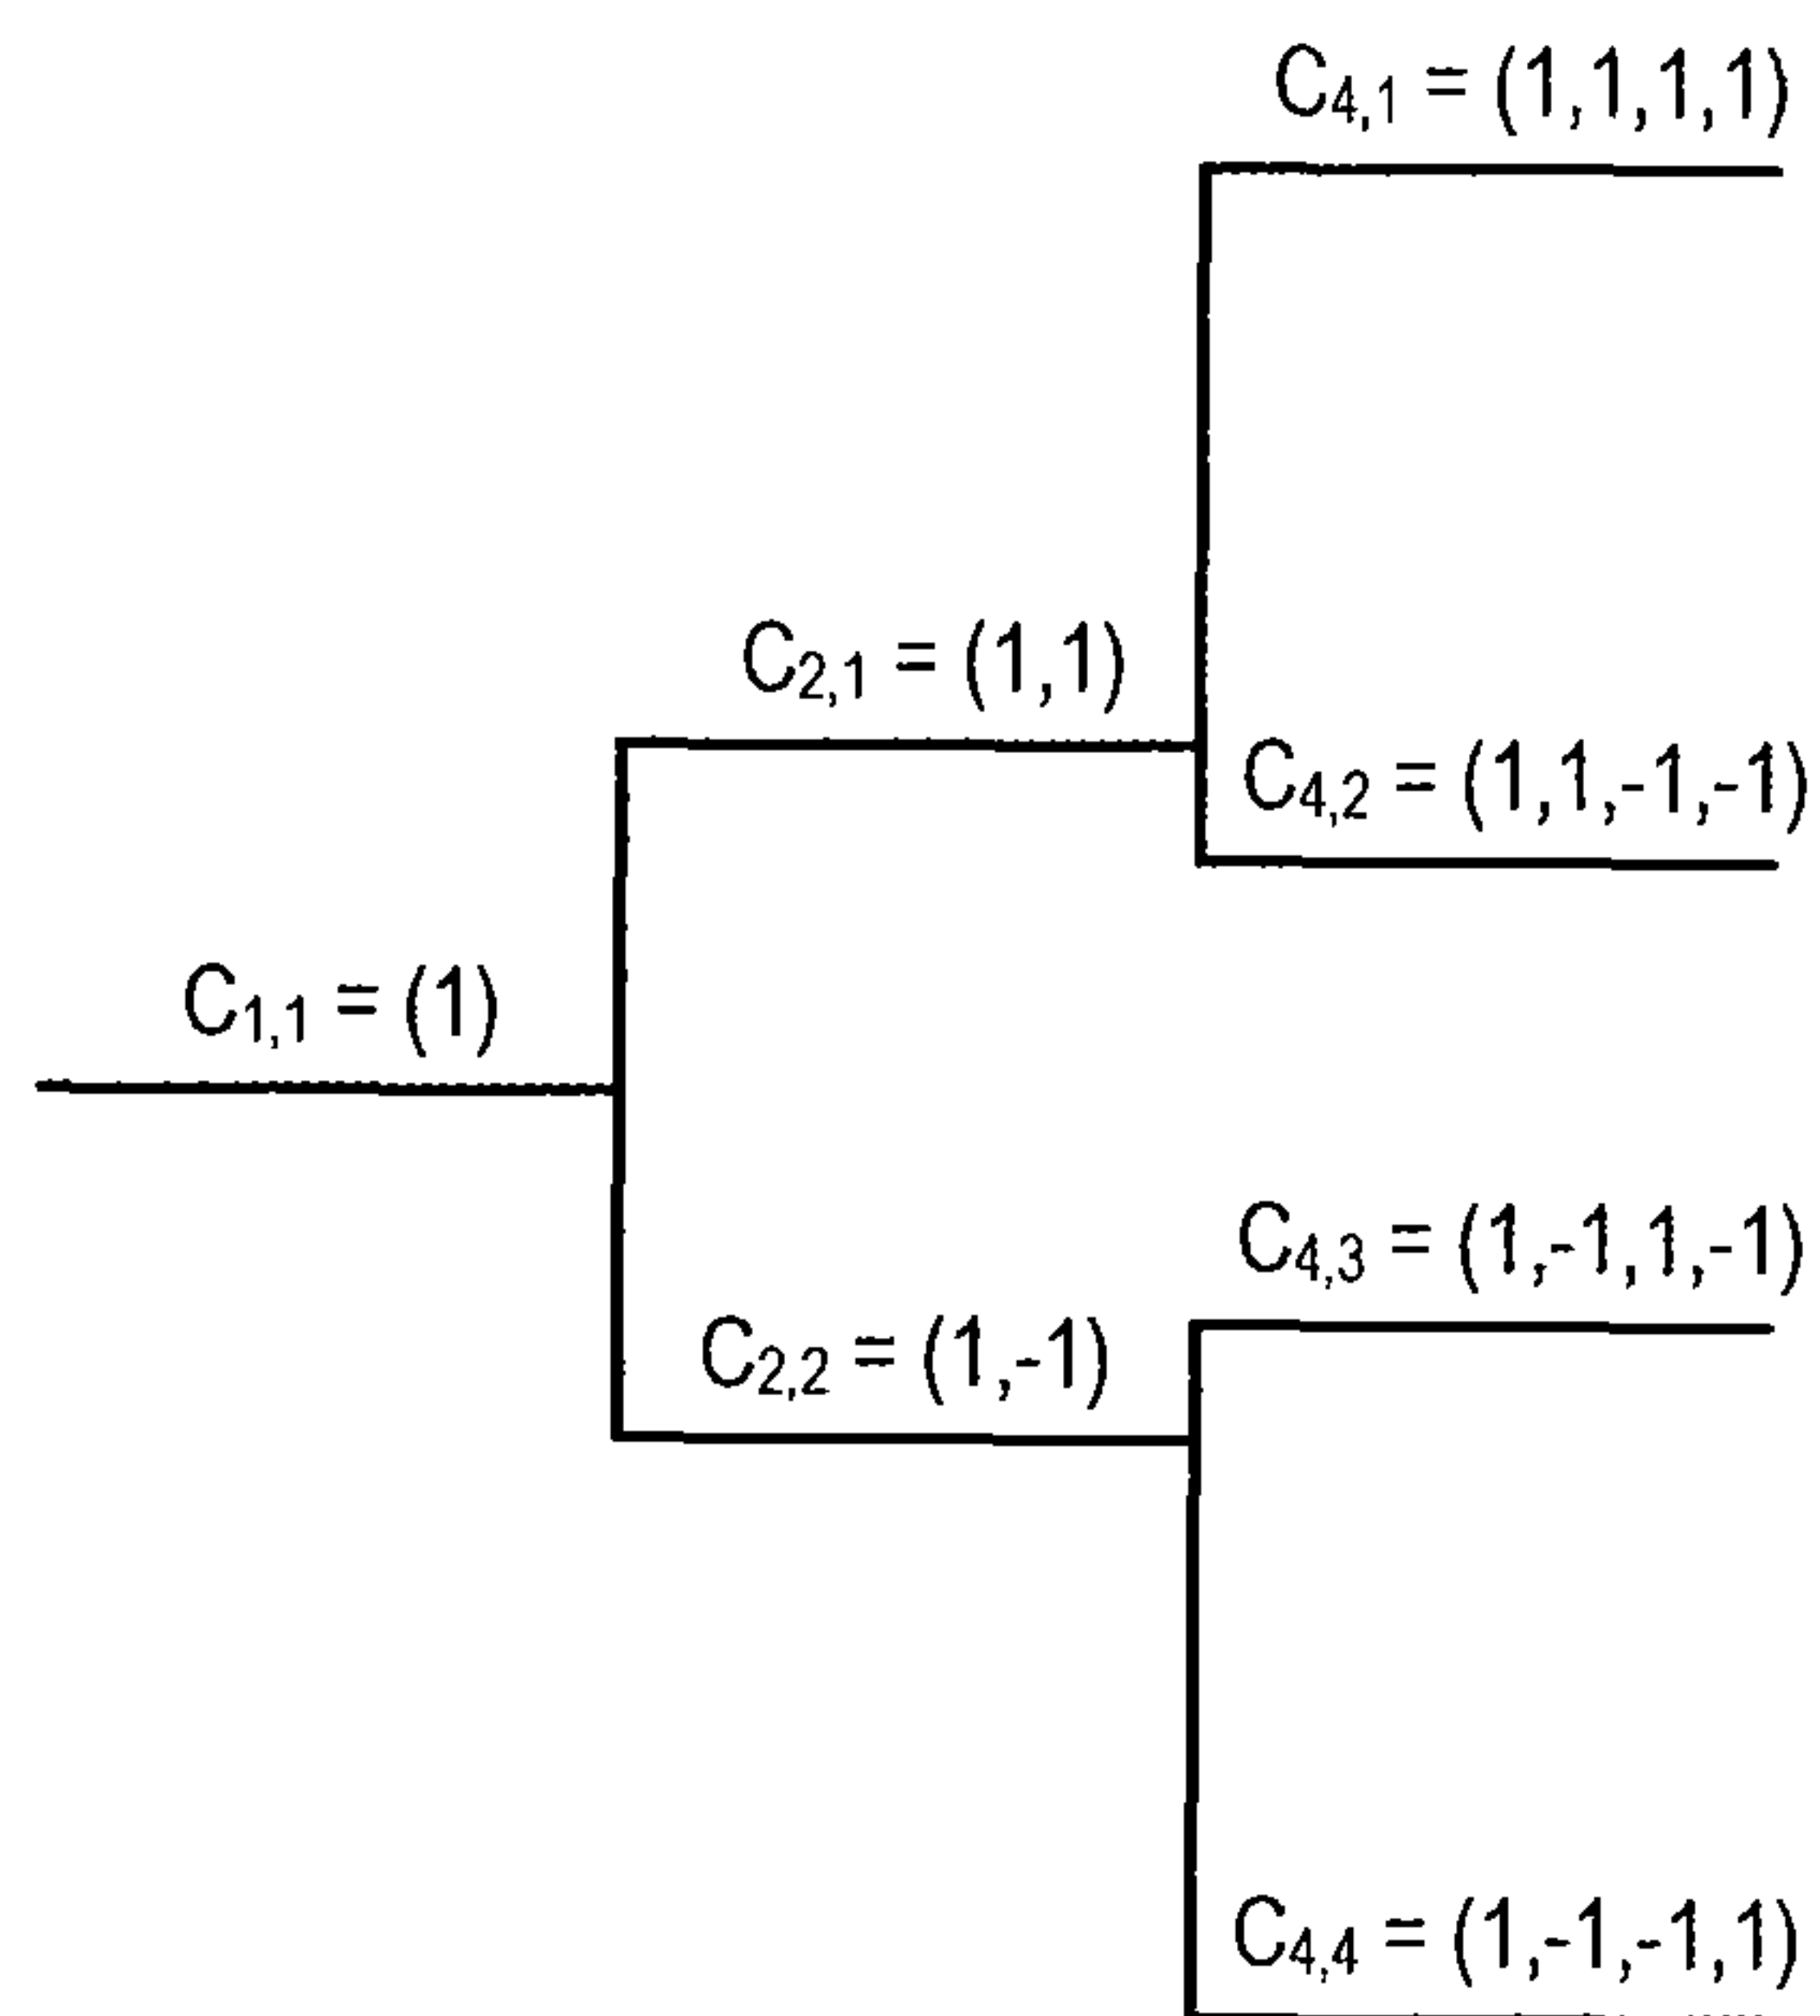 C4,1 = (1,1,1,1)
C2,1 = (1,1)
C4,2 = (1,1,-1,-1)
C1,1 = (1)
C4,3 = (1,-1,1,-1)
C2,2 = (1,-1)
C4,4 = (1,-1,-1,1)